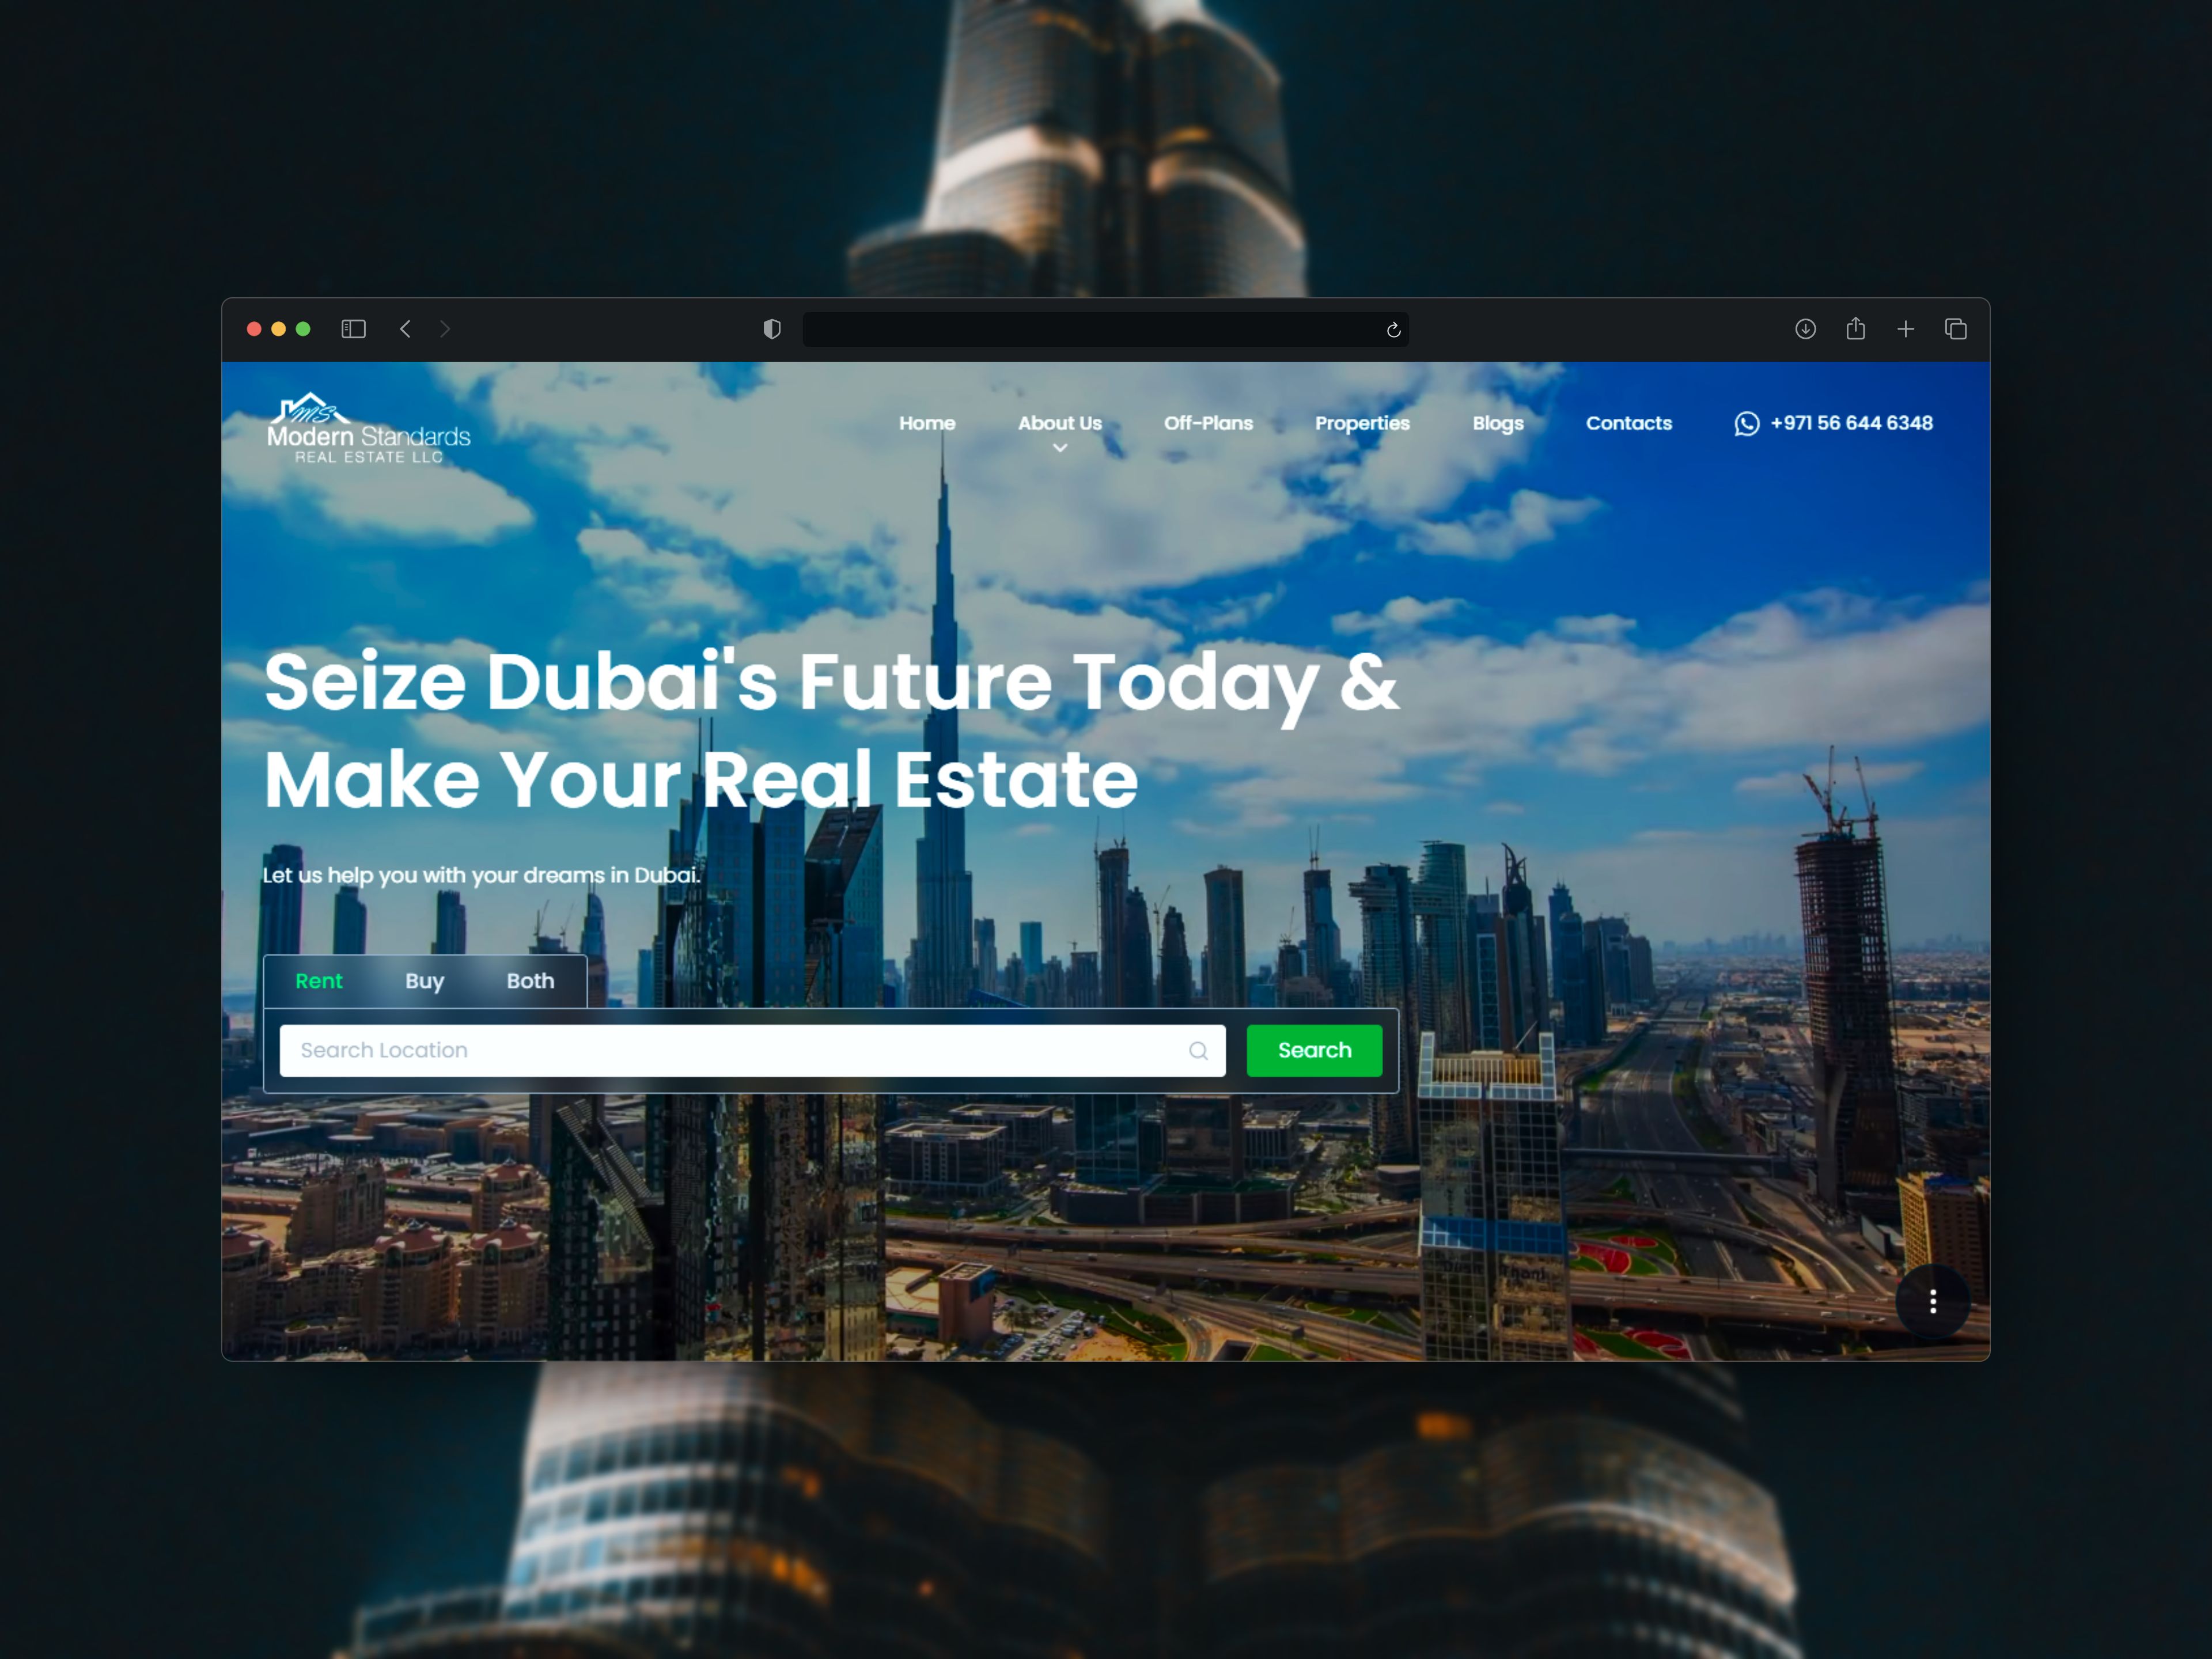 MS
Modern Standards
REAL ESTATE LLC
Home
About Us
Off-Plans
Properties
Blogs
Contacts
+971 56 644 6348
Seize Dubai's Future Today &
Make Your Real Estate
Let us help you with your dreams in Dubai.
Rent
Buy
Both
Search Location
Search